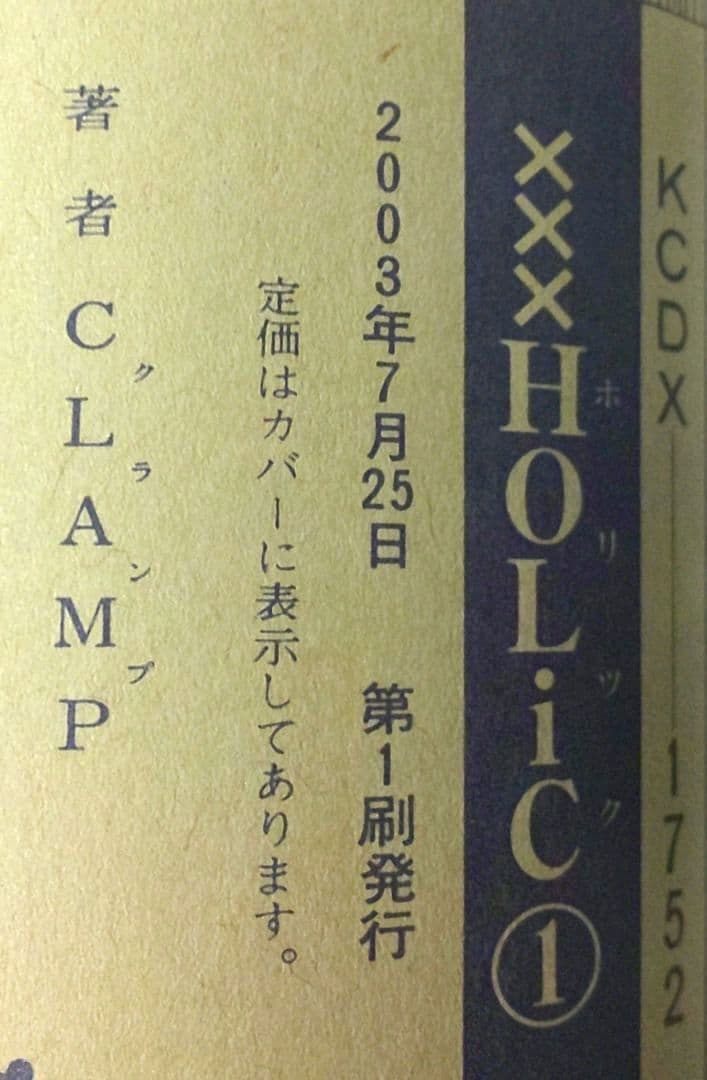 KCDX―1752
×××HOLiC①
ホリツク
2003年7月25日 第1刷発行
定価はカバーに表示してあります。
著者 CLAMP
クランプ